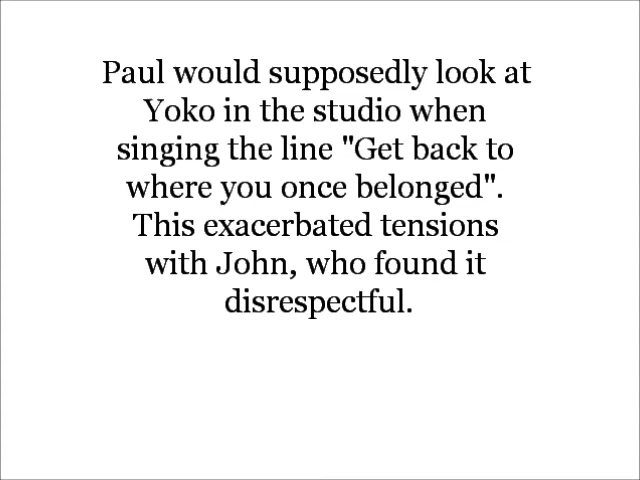 Paul would supposedly look at
Yoko in the studio when
singing the line "Get back to
where you once belonged".
This exacerbated tensions
with John, who found it
disrespectful.